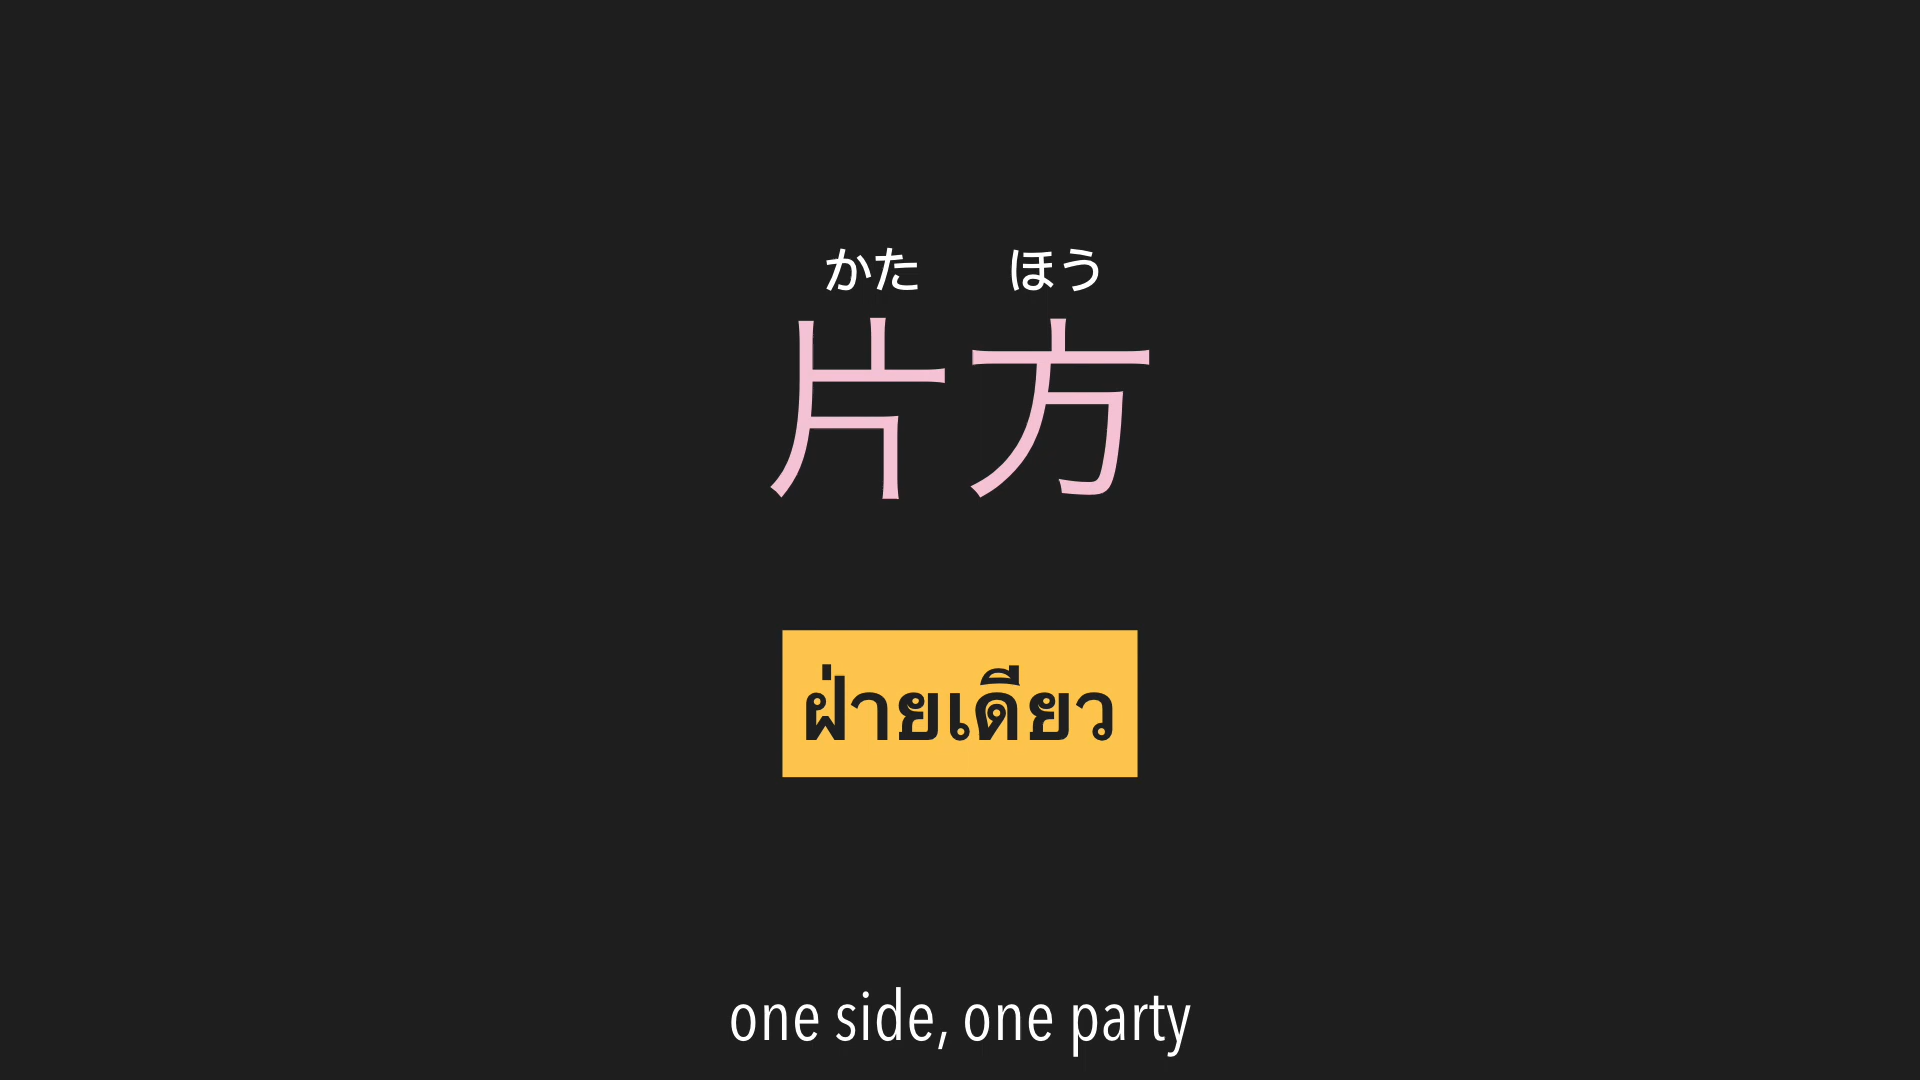 かた ほう
片方
ฝ่ายเดียว
one side, one party